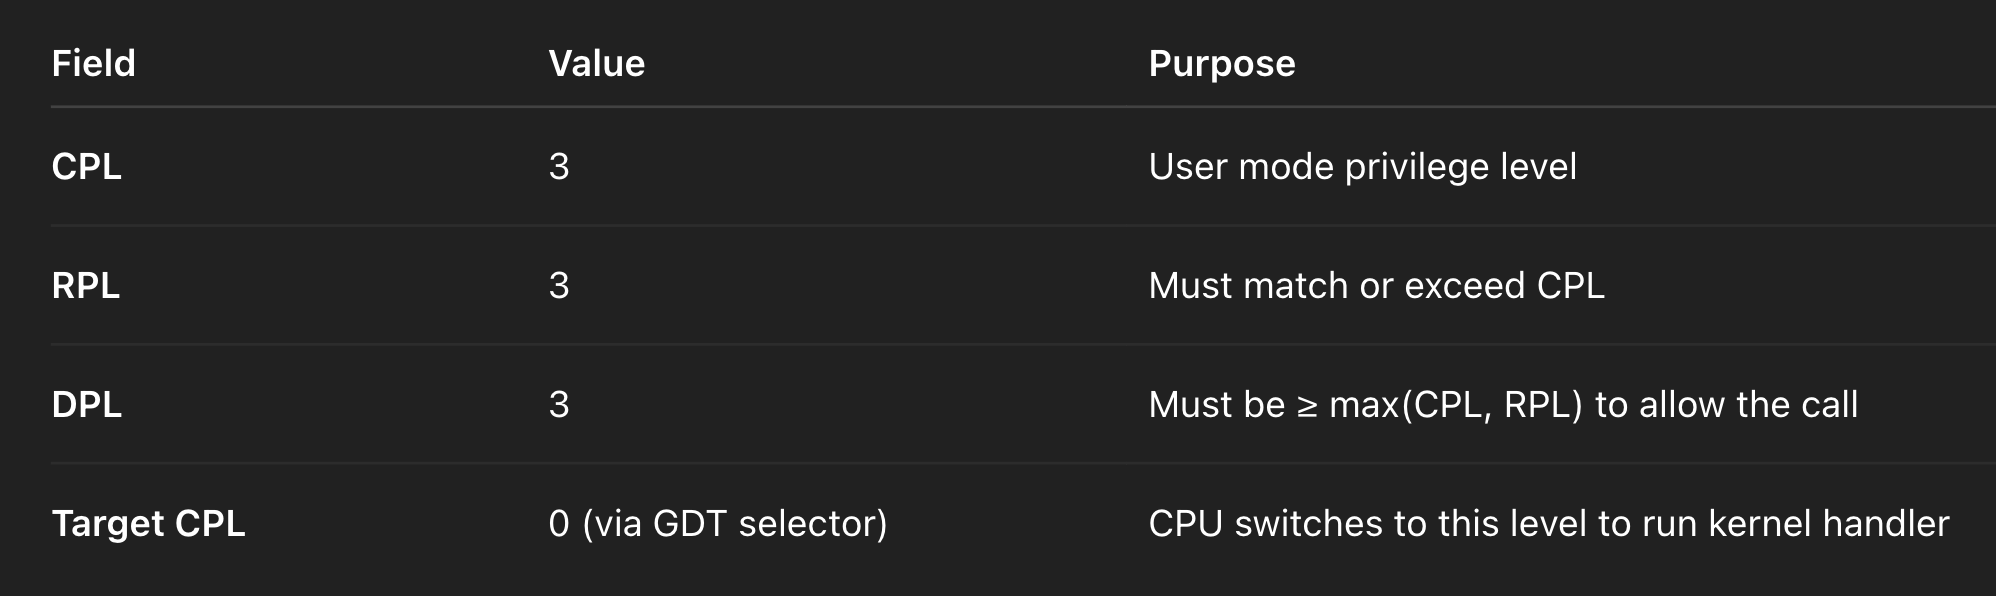 Field Value Purpose
CPL 3 User mode privilege level
RPL 3 Must match or exceed CPL
DPL 3 Must be ≥ max(CPL, RPL) to allow the call
Target CPL 0 (via GDT selector) CPU switches to this level to run kernel handler